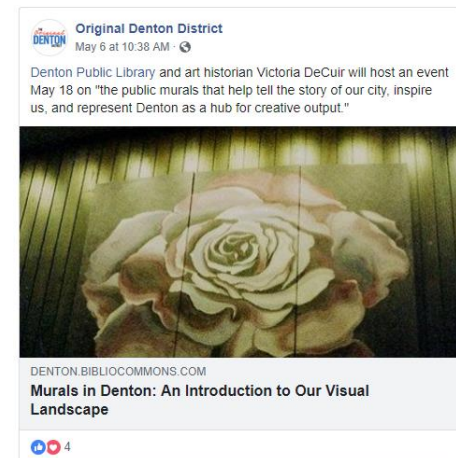 Original
DENTON
Original Denton District
May 6 at 10:38 AM ·
Denton Public Library and art historian Victoria DeCuir will host an event
May 18 on "the public murals that help tell the story of our city, inspire
us, and represent Denton as a hub for creative output."
DENTON.BIBLIOCOMMONS.COM
Murals in Denton: An Introduction to Our Visual
Landscape
4